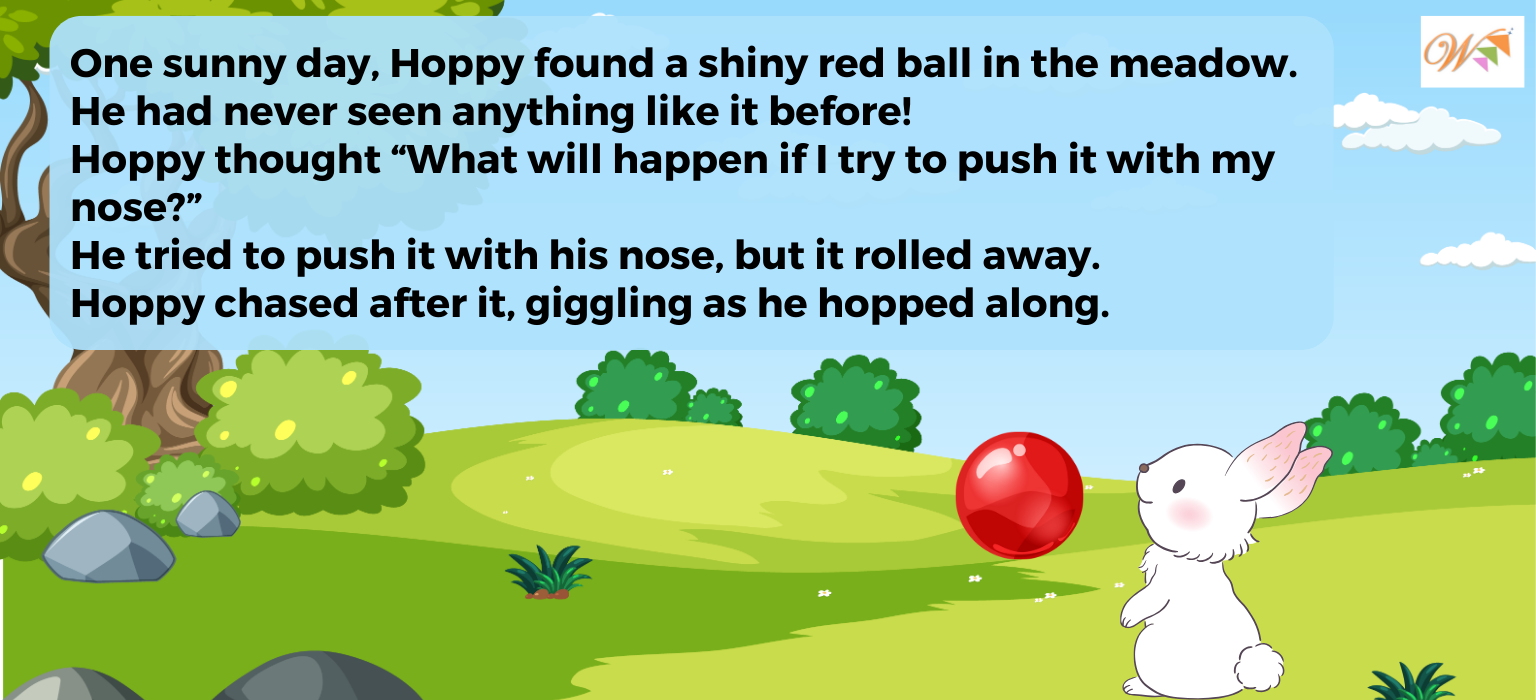 One sunny day, Hoppy found a shiny red ball in the meadow.
He had never seen anything like it before!
Hoppy thought “What will happen if I try to push it with my
nose?”
He tried to push it with his nose, but it rolled away.
Hoppy chased after it, giggling as he hopped along.
W